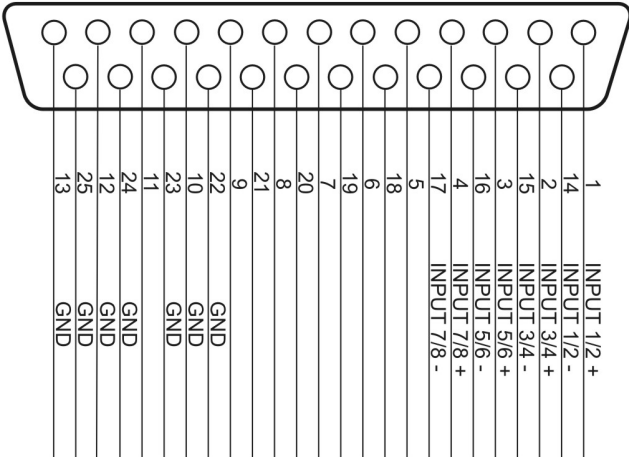 1 INPUT 1/2 +
14 INPUT 1/2 -
2 INPUT 3/4 +
15 INPUT 3/4 -
3 INPUT 5/6 +
16 INPUT 5/6 -
4 INPUT 7/8 +
17 INPUT 7/8 -
5
18
6
19
7
20
8
21
9
22 GND
10 GND
23 GND
11
24 GND
12 GND
25 GND
13 GND